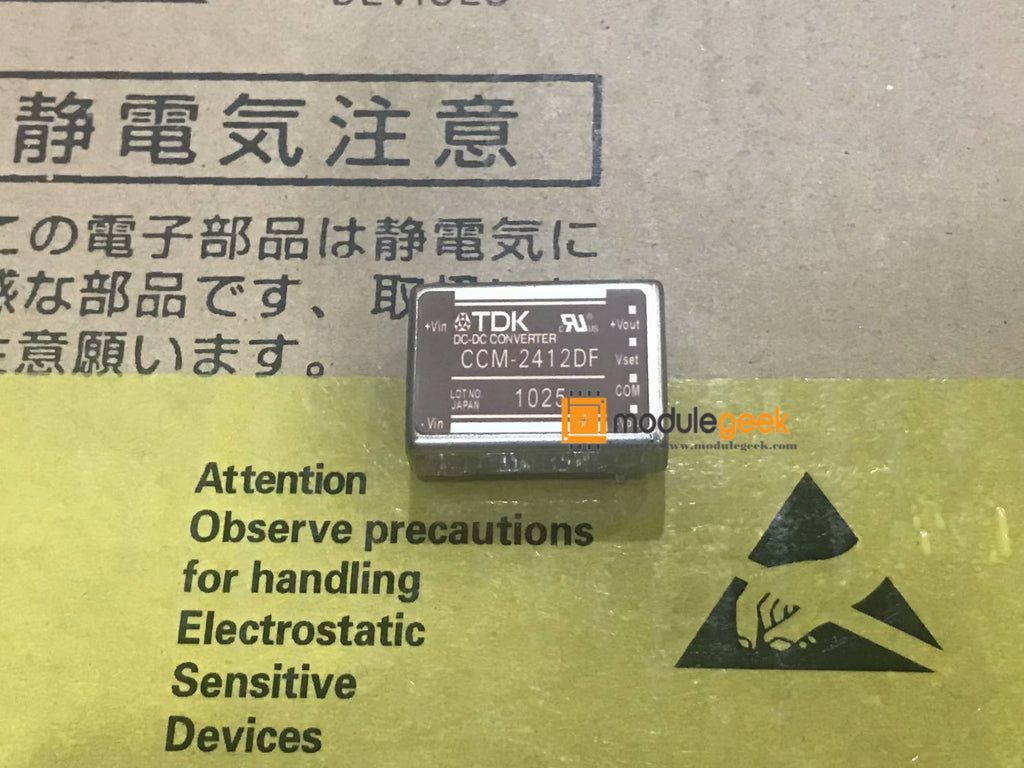 DEVICES
静電気注意
この電子部品は静電気に
感な部品です、取
注意願います。
+Vin TDK +Vout
DC-DC CONVERTER
CCM-2412DF Vset
LOT NO. 1025 COM
JAPAN
-Vin
modulegeek
www.modulegeek.com
Attention
Observe precautions
for handling
Electrostatic
Sensitive
Devices